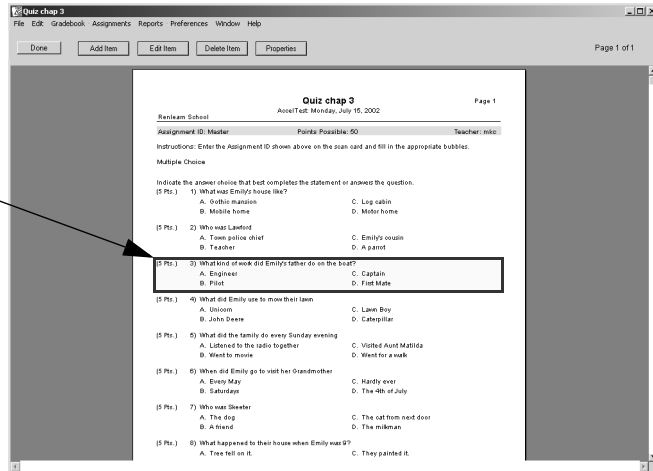 Quiz chap 3
File Edit Gradebook Assignments Reports Preferences Window Help
Done Add Item Edit Item Delete Item Properties Page 1 of 1
Quiz chap 3 Page 1
AccelTest: Monday, July 15, 2002
Renlearn School
Assignment ID: Master Points Possible: 50 Teacher: mkc
Instructions: Enter the Assignment ID shown above on the scan card and fill in the appropriate bubbles.
Multiple Choice
Indicate the answer choice that best completes the statement or answers the question.
(5 Pts.) 1) What was Emily's house like?
A. Gothic mansion C. Log cabin
B. Mobile home D. Motor home
(5 Pts.) 2) Who was Lawford
A. Town police chief C. Emily's cousin
B. Teacher D. A parrot
(5 Pts.) 3) What kind of work did Emily's father do on the boat?
A. Engineer C. Captain
B. Pilot D. First Mate
(5 Pts.) 4) What did Emily use to mow their lawn
A. Unicorn C. Lawn Boy
B. John Deere D. Caterpillar
(5 Pts.) 5) What did the family do every Sunday evening
A. Listened to the radio together C. Visited Aunt Matilda
B. Went to movie D. Went for a walk
(5 Pts.) 6) When did Emily go to visit her Grandmother
A. Every May C. Hardly ever
B. Saturdays D. The 4th of July
(5 Pts.) 7) Who was Skeeter
A. The dog C. The cat from next door
B. A friend D. The milkman
(5 Pts.) 8) What happened to their house when Emily was 9?
A. Tree fell on it. C. They painted it.